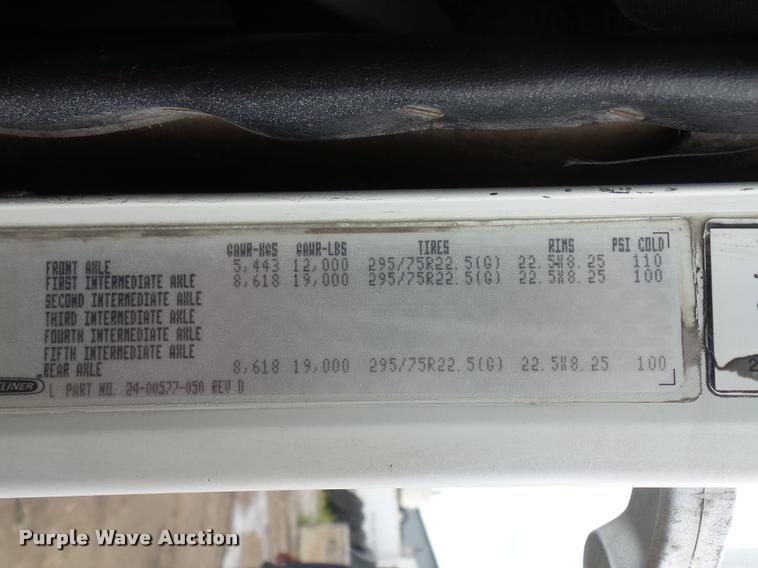 GAWR-KGS GAWR-LBS TIRES RIMS PSI COLD
FRONT AXLE 5,443 12,000 295/75R22.5(G) 22.5X8.25 110
FIRST INTERMEDIATE AXLE 8,618 19,000 295/75R22.5(G) 22.5X8.25 100
SECOND INTERMEDIATE AXLE
THIRD INTERMEDIATE AXLE
FOURTH INTERMEDIATE AXLE
FIFTH INTERMEDIATE AXLE
REAR AXLE 8,618 19,000 295/75R22.5(G) 22.5X8.25 100
L PART NO. 24-00577-050 REV D
TLINER
2
Purple Wave Auction